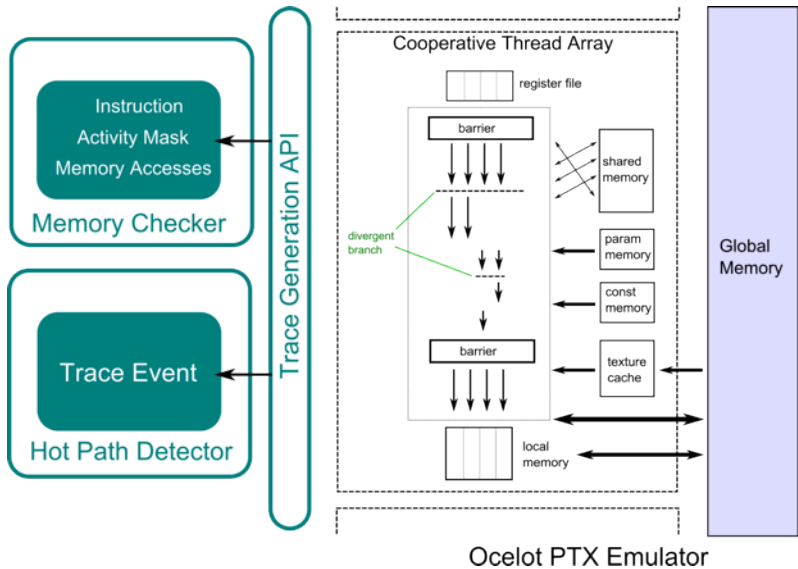 Instruction
Activity Mask
Memory Accesses
Memory Checker
Trace Event
Hot Path Detector
Trace Generation API
Cooperative Thread Array
register file
barrier
shared
memory
divergent
branch
param
memory
const
memory
barrier
texture
cache
local
memory
Global
Memory
Ocelot PTX Emulator